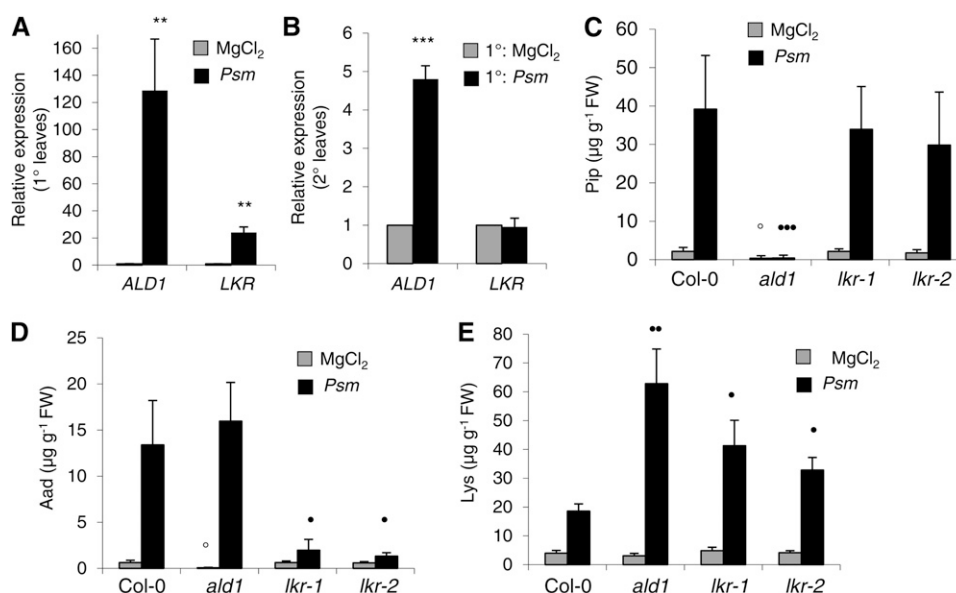 A
Relative expression
(1° leaves)
160
140
120
100
80
60
40
20
0
**
**
MgCl₂
Psm
ALD1
LKR
B
Relative expression
(2° leaves)
6
5
4
3
2
1
0
***
1°: MgCl₂
1°: Psm
ALD1
LKR
C
Pip (µg g⁻¹ FW)
60
50
40
30
20
10
0
MgCl₂
Psm
○
●●●
Col-0
ald1
lkr-1
lkr-2
D
Aad (µg g⁻¹ FW)
25
20
15
10
5
0
MgCl₂
Psm
○
●
●
Col-0
ald1
lkr-1
lkr-2
E
Lys (µg g⁻¹ FW)
80
70
60
50
40
30
20
10
0
●●
●
●
MgCl₂
Psm
Col-0
ald1
lkr-1
lkr-2